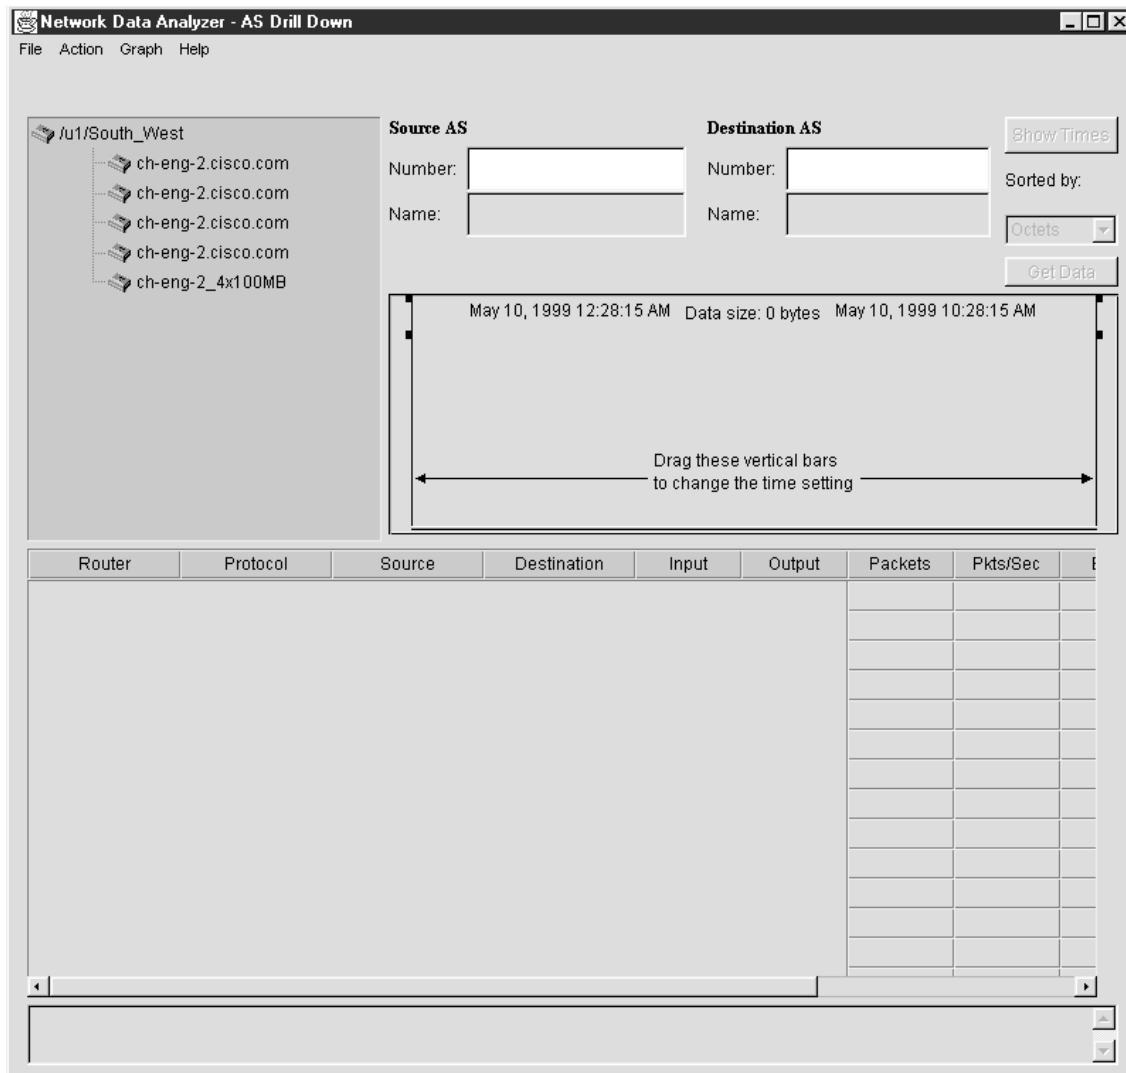 Network Data Analyzer - AS Drill Down
File Action Graph Help
/u1/South_West
ch-eng-2.cisco.com
ch-eng-2.cisco.com
ch-eng-2.cisco.com
ch-eng-2.cisco.com
ch-eng-2_4x100MB
Source AS
Number:
Name:
Destination AS
Number:
Name:
Show Times
Sorted by:
Octets
Get Data
May 10, 1999 12:28:15 AM Data size: 0 bytes May 10, 1999 10:28:15 AM
Drag these vertical bars
to change the time setting
Router Protocol Source Destination Input Output Packets Pkts/Sec